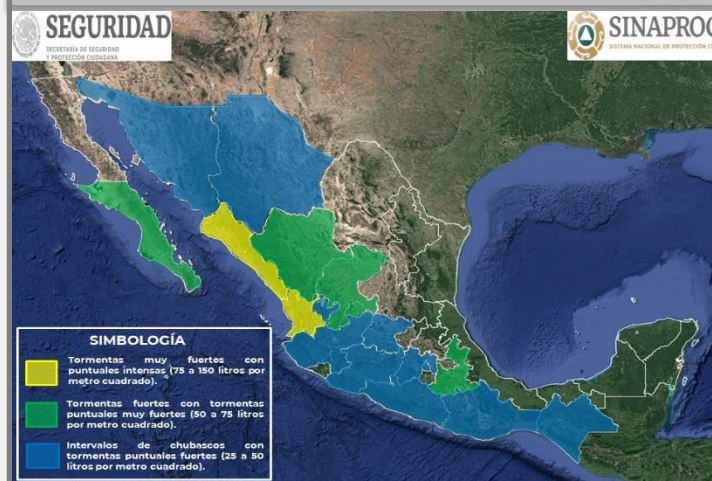 SEGURIDAD
SECRETARÍA DE SEGURIDAD
Y PROTECCIÓN CIUDADANA
SINAPROC
SISTEMA NACIONAL DE PROTECCIÓN C
SIMBOLOGÍA
Tormentas muy fuertes con
puntuales intensas (75 a 150 litros por
metro cuadrado).
Tormentas fuertes con tormentas
puntuales muy fuertes (50 a 75 litros
por metro cuadrado).
Intervalos de chubascos con
tormentas puntuales fuertes (25 a 50
litros por metro cuadrado).